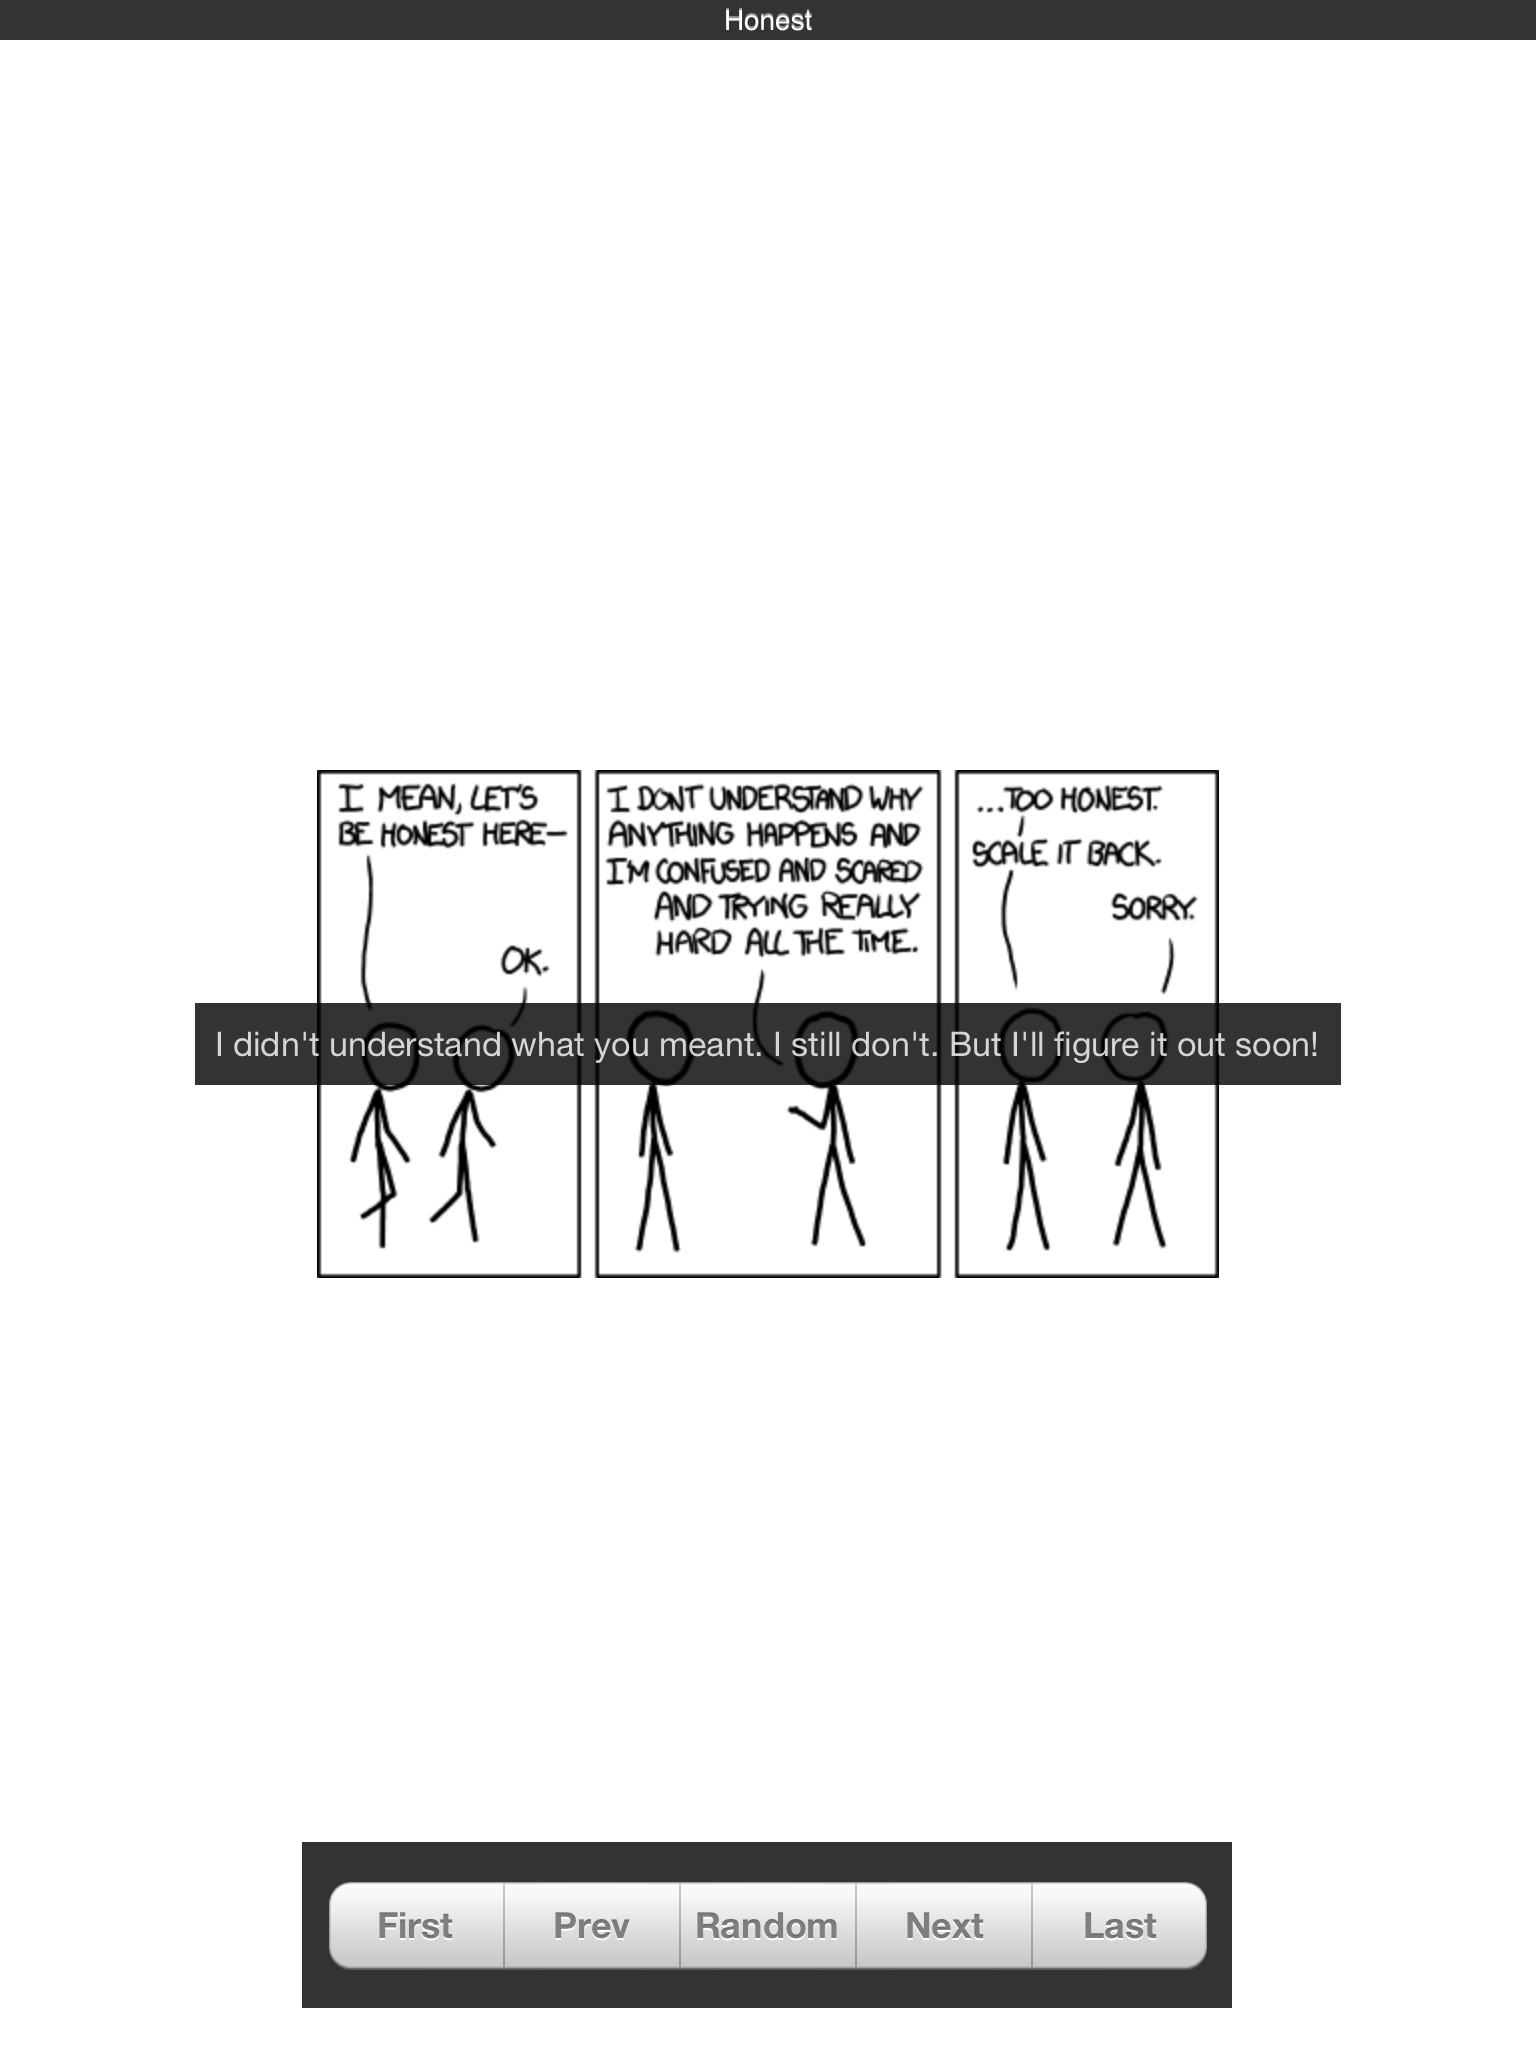 Honest
I MEAN, LET'S
BE HONEST HERE—
OK.
I DON'T UNDERSTAND WHY
ANYTHING HAPPENS AND
I'M CONFUSED AND SCARED
AND TRYING REALLY
HARD ALL THE TIME.
...TOO HONEST.
SCALE IT BACK.
SORRY.
I didn't understand what you meant. I still don't. But I'll figure it out soon!
First
Prev
Random
Next
Last